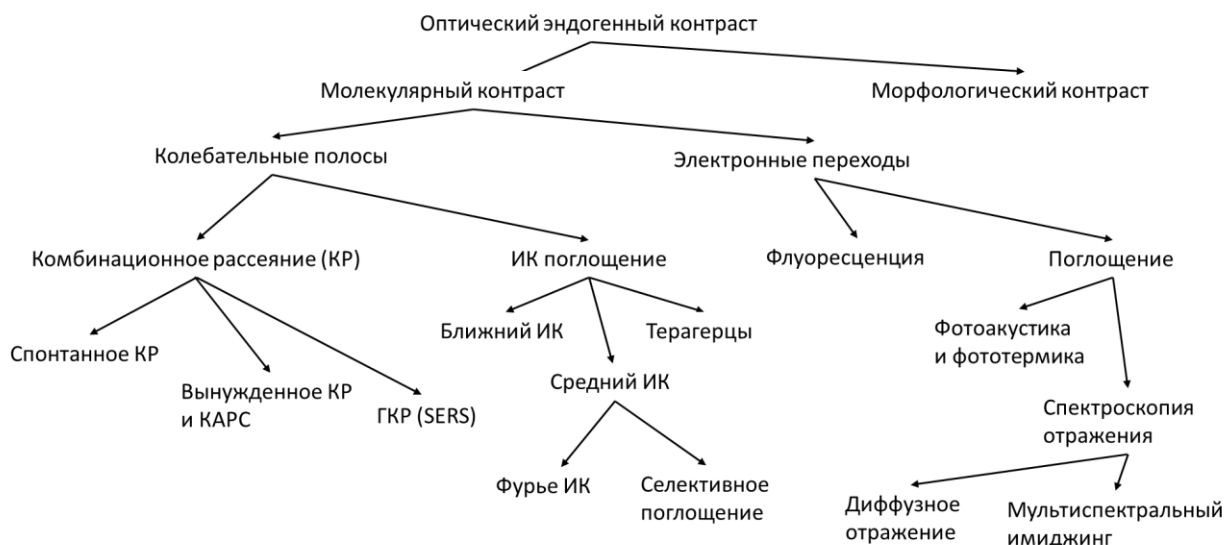 Оптический эндогенный контраст
Молекулярный контраст
Морфологический контраст
Колебательные полосы
Электронные переходы
Комбинационное рассеяние (КР)
ИК поглощение
Флуоресценция
Поглощение
Спонтанное КР
Вынужденное КР
и КАРС
ГКР (SERS)
Ближний ИК
Терагерцы
Средний ИК
Фотоакустика
и фототермика
Фурье ИК
Селективное
поглощение
Спектроскопия
отражения
Диффузное
отражение
Мультиспектральный
имиджинг